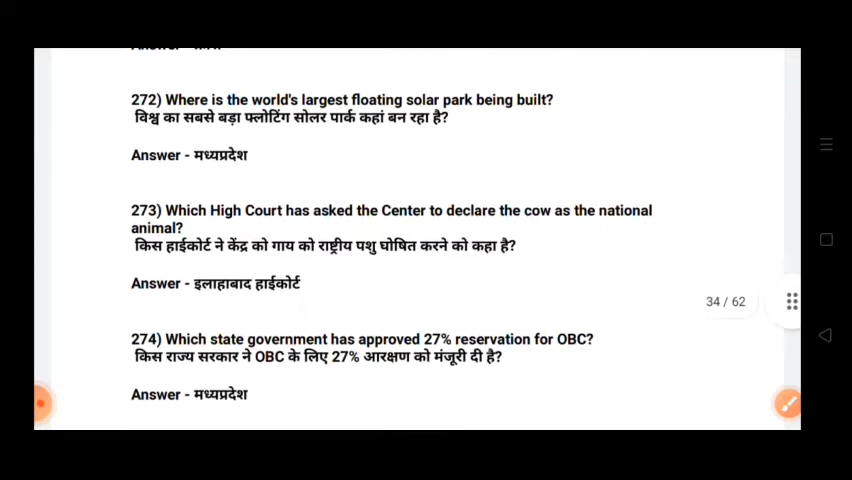 272) Where is the world's largest floating solar park being built?
विश्व का सबसे बड़ा फ्लोटिंग सोलर पार्क कहां बन रहा है?
Answer - मध्यप्रदेश
273) Which High Court has asked the Center to declare the cow as the national
animal?
किस हाईकोर्ट ने केंद्र को गाय को राष्ट्रीय पशु घोषित करने को कहा है?
Answer - इलाहाबाद हाईकोर्ट
34 / 62
274) Which state government has approved 27% reservation for OBC?
किस राज्य सरकार ने OBC के लिए 27% आरक्षण को मंजूरी दी है?
Answer - मध्यप्रदेश